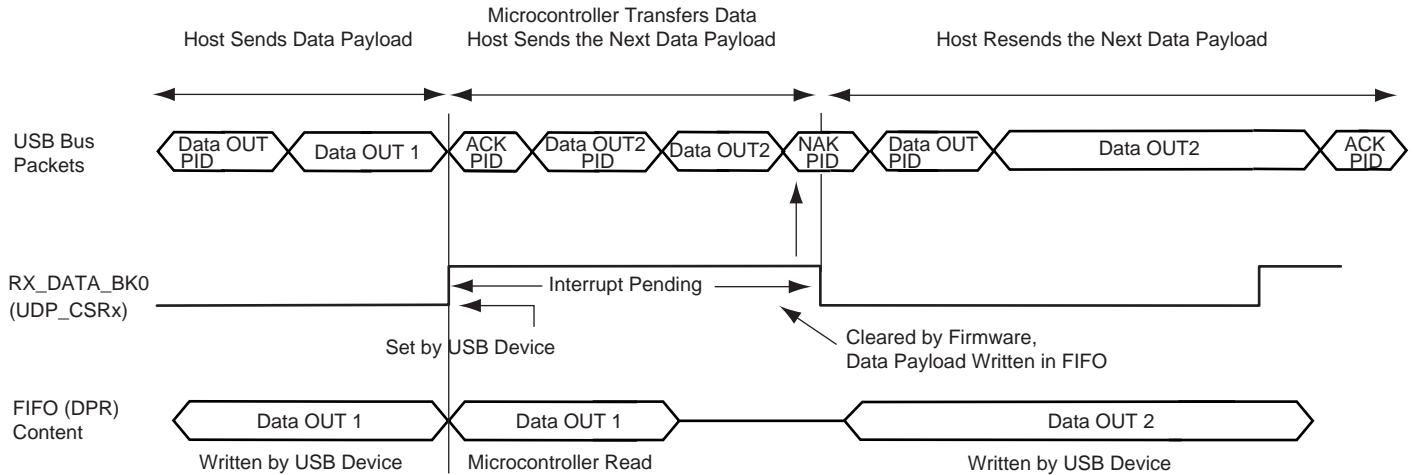 Host Sends Data Payload
Microcontroller Transfers Data
Host Sends the Next Data Payload
Host Resends the Next Data Payload
USB Bus
Packets
Data OUT
PID
Data OUT 1
ACK
PID
Data OUT2
PID
Data OUT2
NAK
PID
Data OUT
PID
Data OUT2
ACK
PID
RX_DATA_BK0
(UDP_CSRx)
Interrupt Pending
Set by USB Device
Cleared by Firmware,
Data Payload Written in FIFO
FIFO (DPR)
Content
Data OUT 1
Data OUT 1
Data OUT 2
Written by USB Device
Microcontroller Read
Written by USB Device